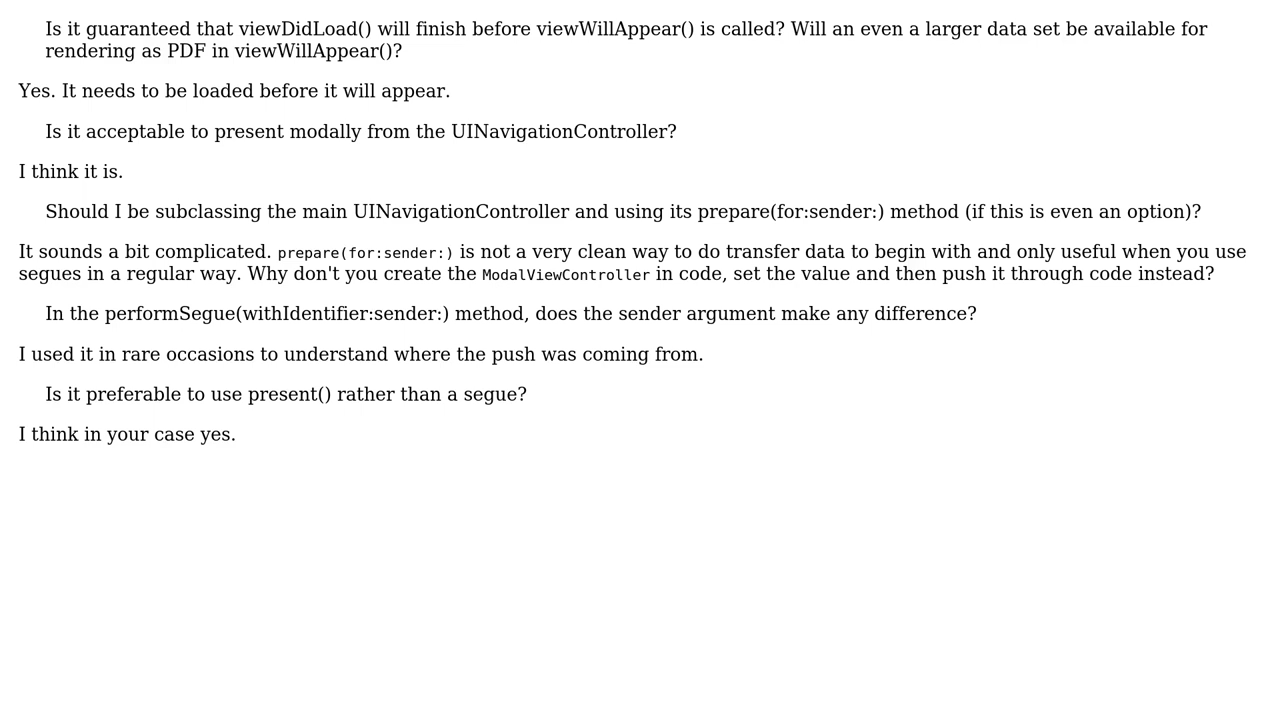 Is it guaranteed that viewDidLoad() will finish before viewWillAppear() is called? Will an even a larger data set be available for
rendering as PDF in viewWillAppear()?
Yes. It needs to be loaded before it will appear.
Is it acceptable to present modally from the UINavigationController?
I think it is.
Should I be subclassing the main UINavigationController and using its prepare(for:sender:) method (if this is even an option)?
It sounds a bit complicated. prepare(for:sender:) is not a very clean way to do transfer data to begin with and only useful when you use
segues in a regular way. Why don't you create the ModalViewController in code, set the value and then push it through code instead?
In the performSegue(withIdentifier:sender:) method, does the sender argument make any difference?
I used it in rare occasions to understand where the push was coming from.
Is it preferable to use present() rather than a segue?
I think in your case yes.